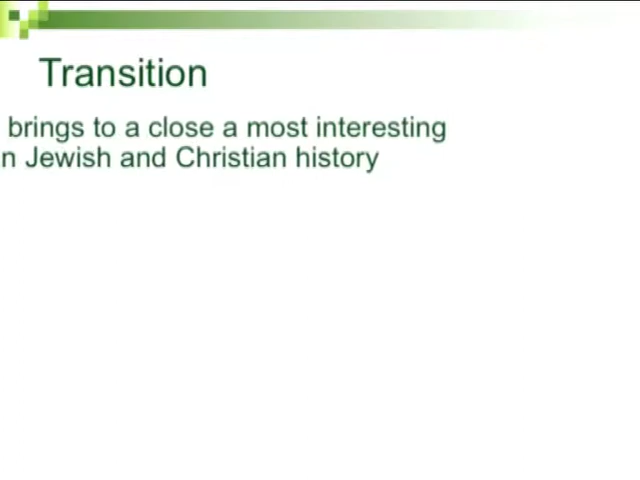 Transition
brings to a close a most interesting
n Jewish and Christian history